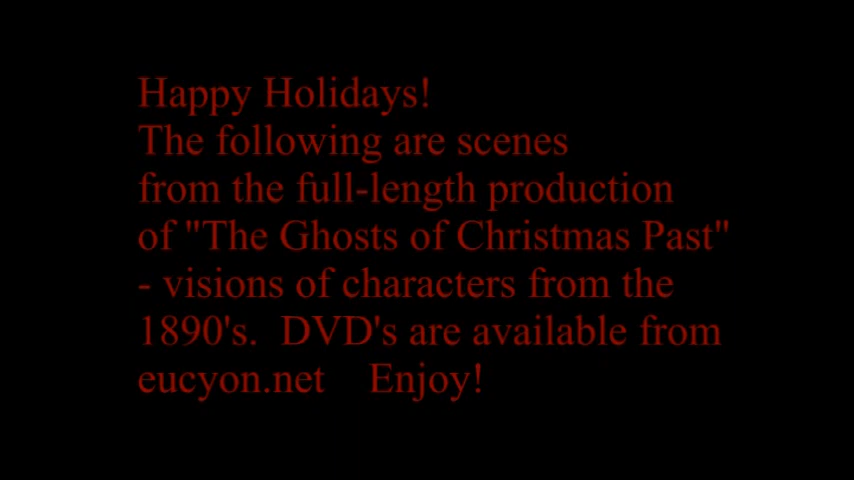 Happy Holidays!
The following are scenes
from the full-length production
of "The Ghosts of Christmas Past"
- visions of characters from the
1890's.  DVD's are available from
eucyon.net    Enjoy!